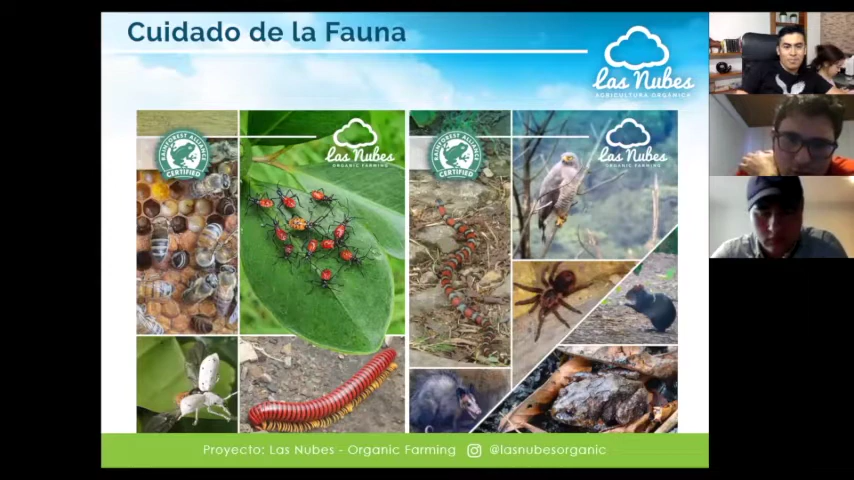 Cuidado de la Fauna
Las Nubes
AGRICULTURA ORGANICA
RAINFOREST ALLIANCE
CERTIFIED
Las Nubes
ORGANIC FARMING
RAINFOREST ALLIANCE
CERTIFIED
Las Nubes
ORGANIC FARMING
Proyecto: Las Nubes - Organic Farming @lasnubesorganic